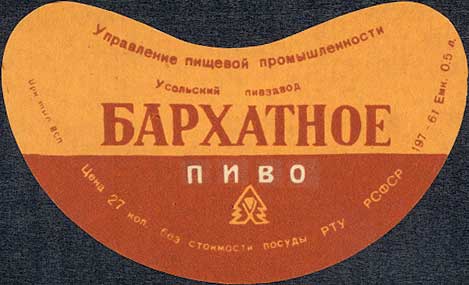 Управление пищевой промышленности
Усольский пивзавод
БАРХАТНОЕ
ПИВО
197-61 Емк. 0,5 л.
Цена 27 коп. без стоимости посуды РТУ РСФСР